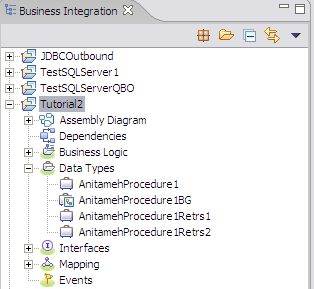 Business Integration
JDBCOutbound
TestSQLServer1
TestSQLServerQBO
Tutorial2
Assembly Diagram
Dependencies
Business Logic
Data Types
AnitamehProcedure1
AnitamehProcedure1BG
AnitamehProcedure1Retrs1
AnitamehProcedure1Retrs2
Interfaces
Mapping
Events